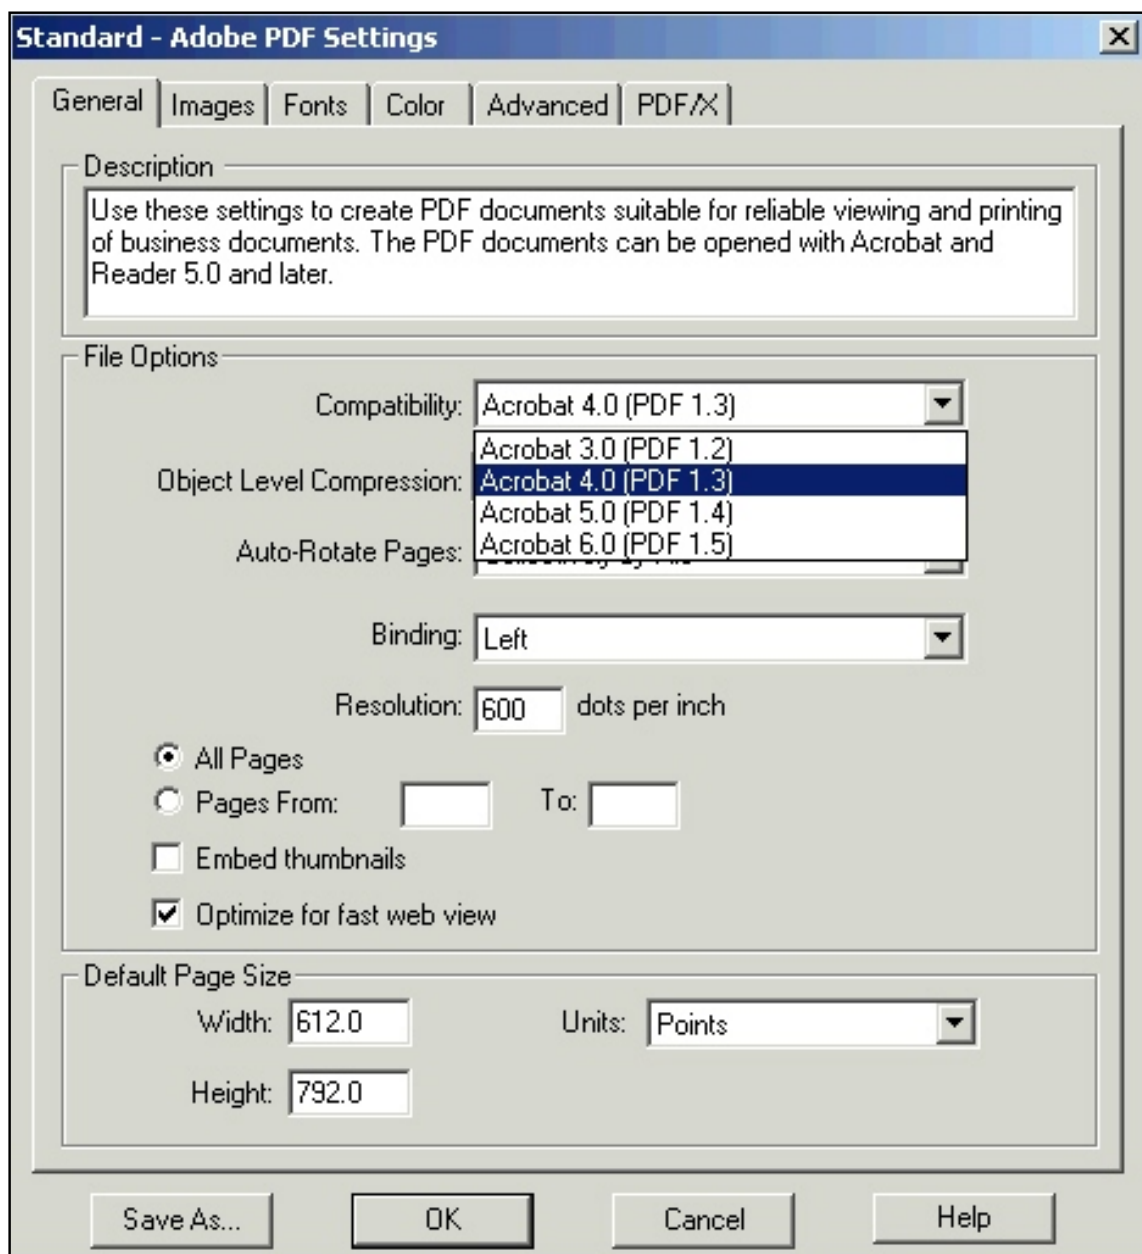 Standard - Adobe PDF Settings
General Images Fonts Color Advanced PDF/X
Description
Use these settings to create PDF documents suitable for reliable viewing and printing
of business documents. The PDF documents can be opened with Acrobat and
Reader 5.0 and later.
File Options
Compatibility: Acrobat 4.0 (PDF 1.3)
Acrobat 3.0 (PDF 1.2)
Object Level Compression: Acrobat 4.0 (PDF 1.3)
Acrobat 5.0 (PDF 1.4)
Acrobat 6.0 (PDF 1.5)
Auto-Rotate Pages:
Binding: Left
Resolution: 600 dots per inch
All Pages
Pages From: To:
Embed thumbnails
Optimize for fast web view
Default Page Size
Width: 612.0 Units: Points
Height: 792.0
Save As... OK Cancel Help